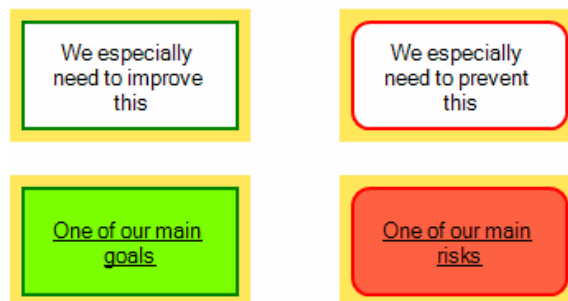 We especially
need to improve
this
We especially
need to prevent
this
One of our main
goals
One of our main
risks